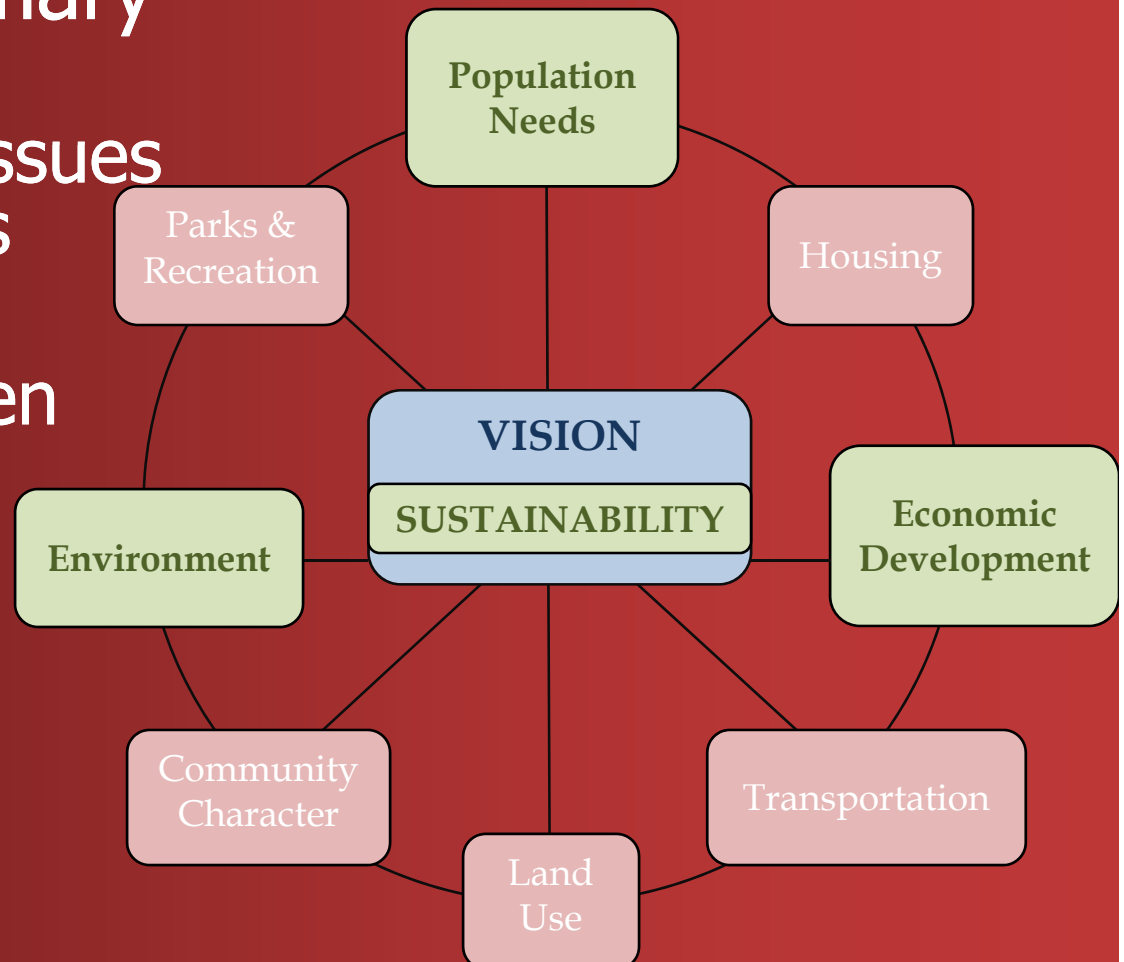 Population
Needs
Parks &
Recreation
Housing
VISION
SUSTAINABILITY
Environment
Economic
Development
Community
Character
Transportation
Land
Use